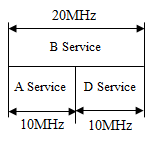 20MHz
B Service
A Service D Service
10MHz 10MHz